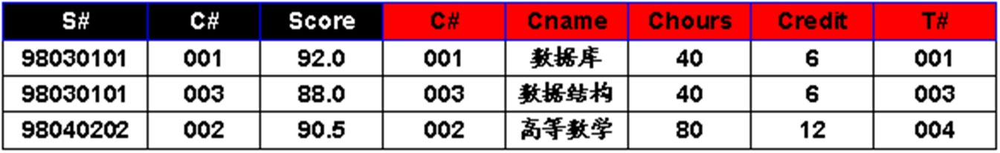 S# C# Score C# Cname Chours Credit T#
98030101 001 92.0 001 数据库 40 6 001
98030101 003 88.0 003 数据结构 40 6 003
98040202 002 90.5 002 高等数学 80 12 004